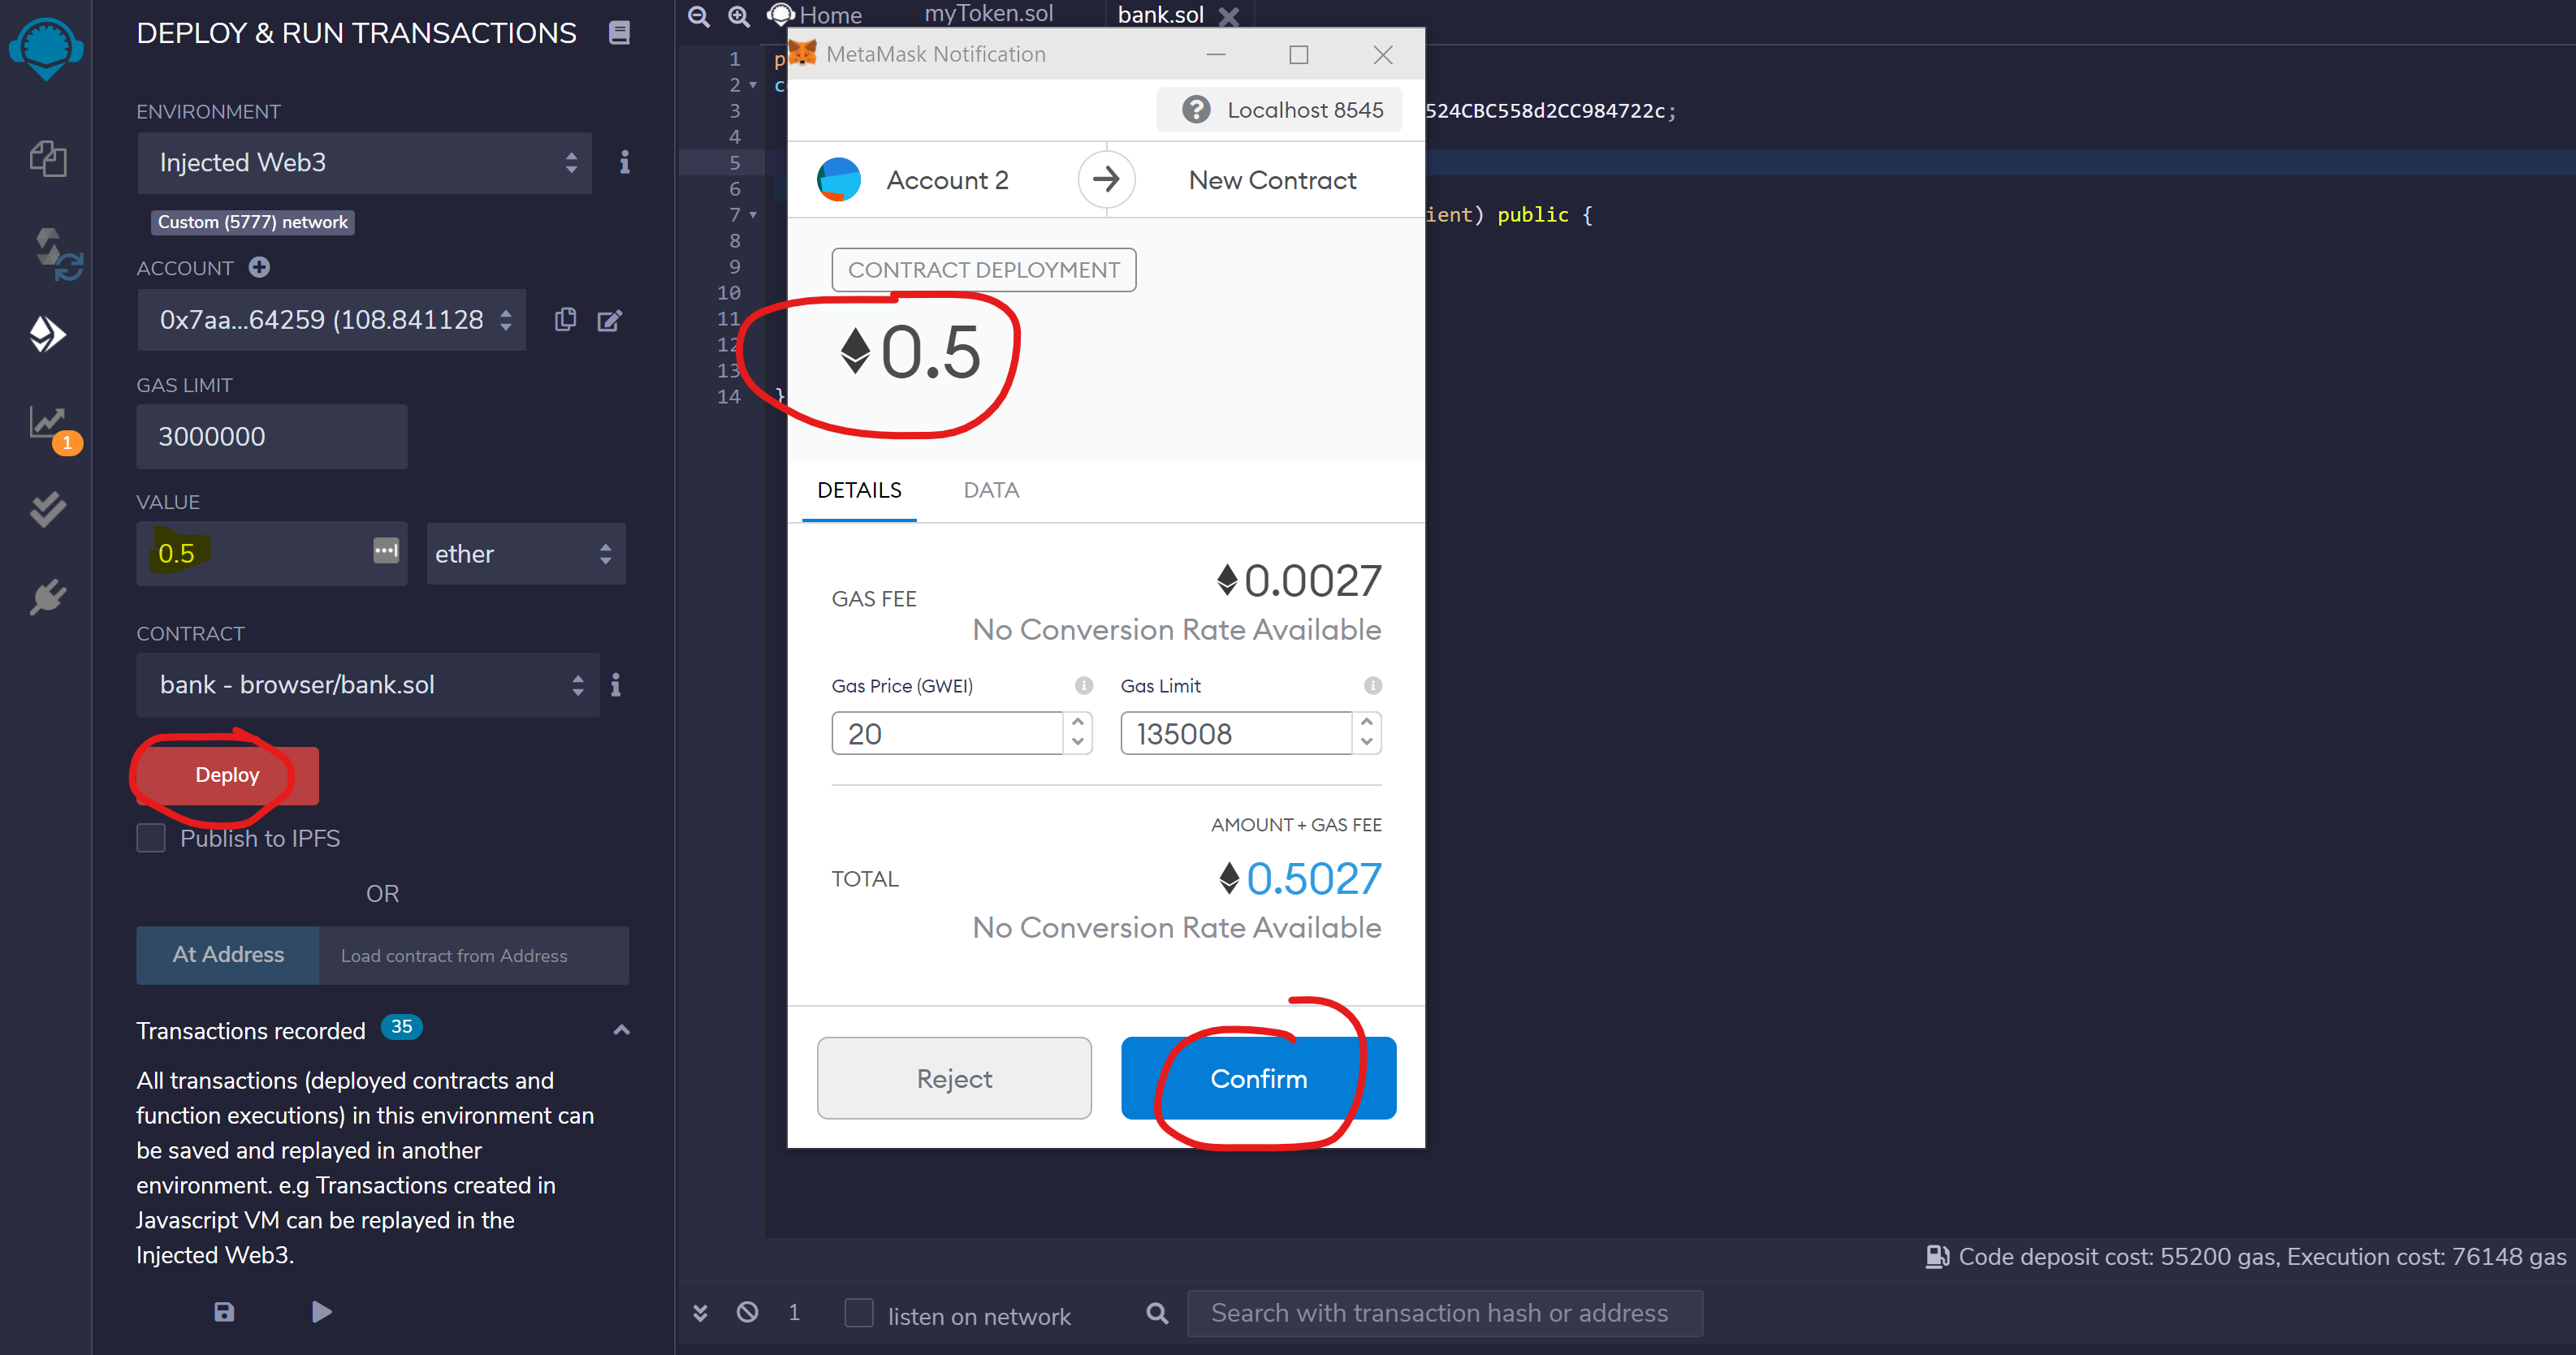 DEPLOY & RUN TRANSACTIONS
ENVIRONMENT
Injected Web3
Custom (5777) network
ACCOUNT
0x7aa...64259 (108.841128
GAS LIMIT
3000000
VALUE
0.5
ether
CONTRACT
bank - browser/bank.sol
Deploy
Publish to IPFS
OR
At Address
Load contract from Address
Transactions recorded 35
All transactions (deployed contracts and
function executions) in this environment can
be saved and replayed in another
environment. e.g Transactions created in
Javascript VM can be replayed in the
Injected Web3.
1
Home
myToken.sol
bank.sol
1
2
3
524CBC558d2CC984722c;
4
5
6
7
ient) public {
8
9
10
11
12
13
14
}
MetaMask Notification
Localhost 8545
Account 2
New Contract
CONTRACT DEPLOYMENT
0.5
DETAILS
DATA
GAS FEE
0.0027
No Conversion Rate Available
Gas Price (GWEI)
Gas Limit
20
135008
AMOUNT + GAS FEE
TOTAL
0.5027
No Conversion Rate Available
Reject
Confirm
Code deposit cost: 55200 gas, Execution cost: 76148 gas
1
listen on network
Search with transaction hash or address